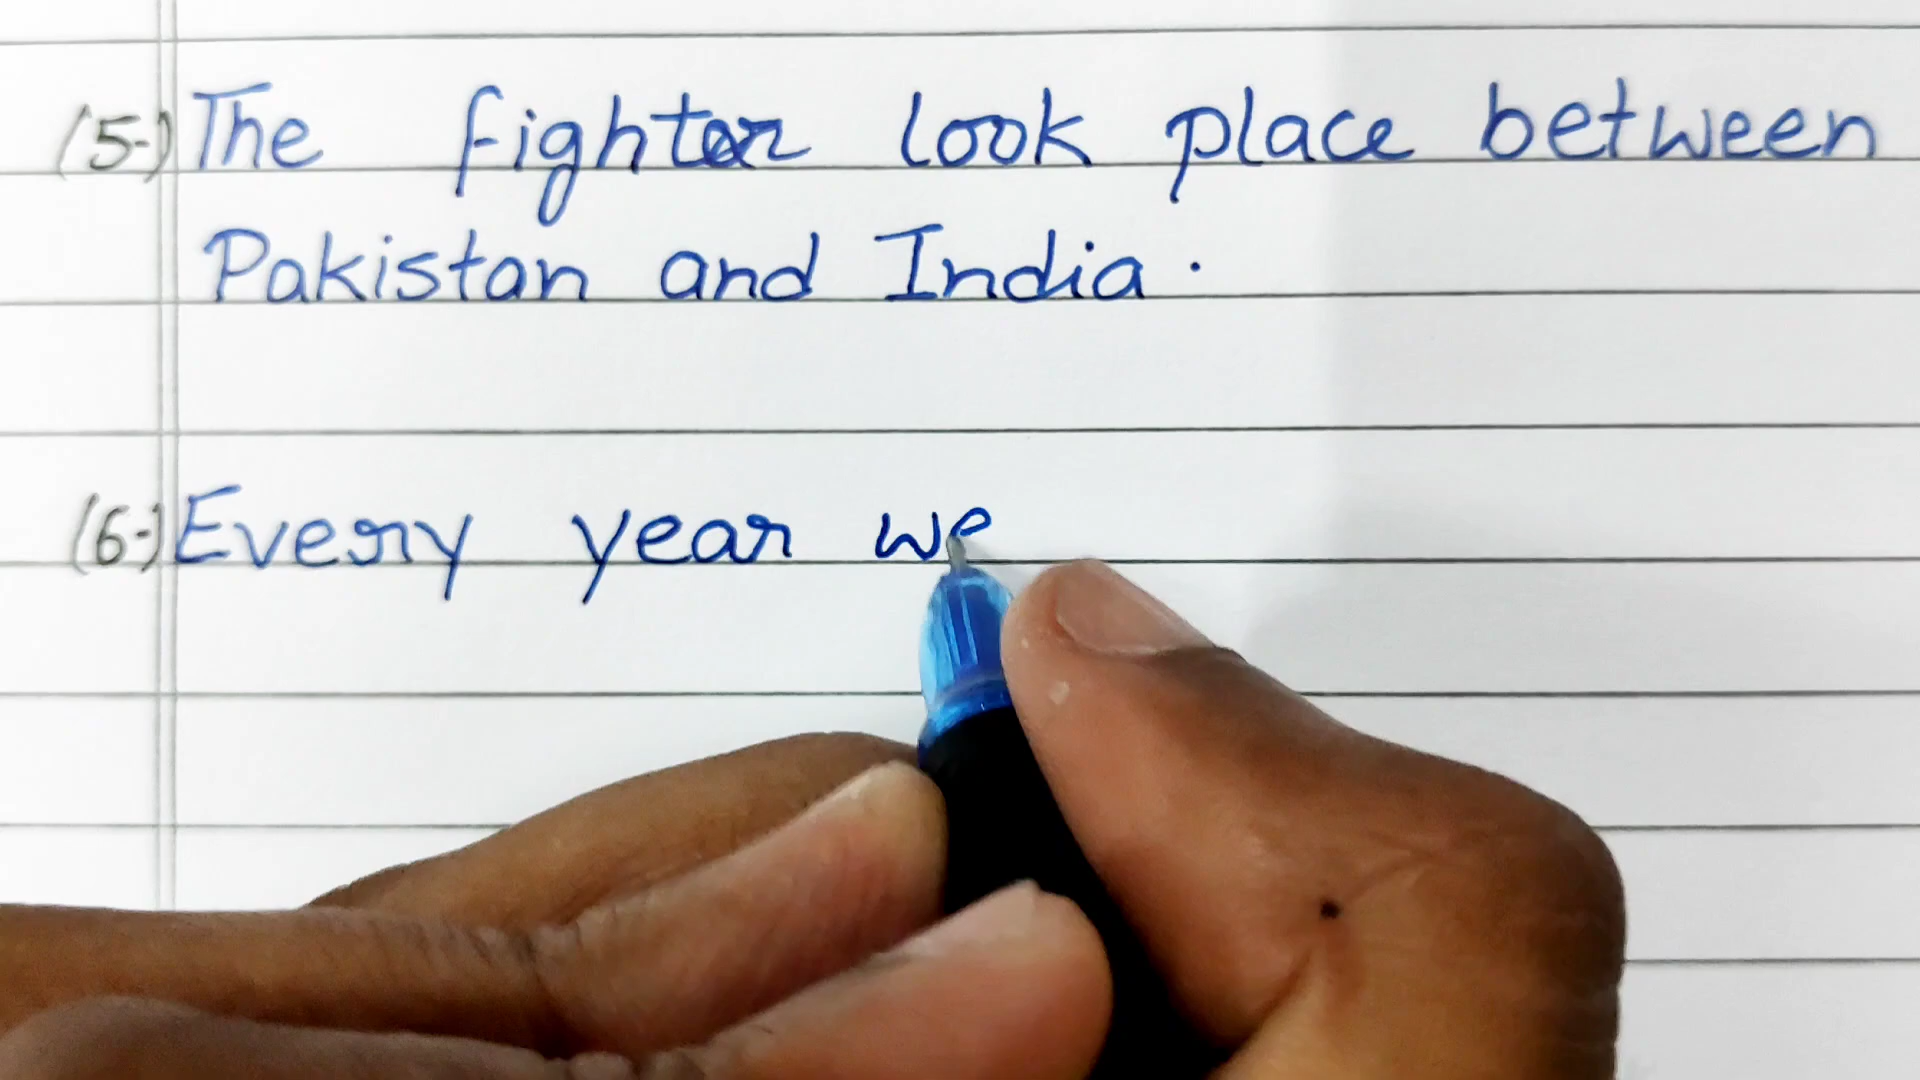 (5-) The fighter look place between
Pakistan and India.
(6-) Every year we